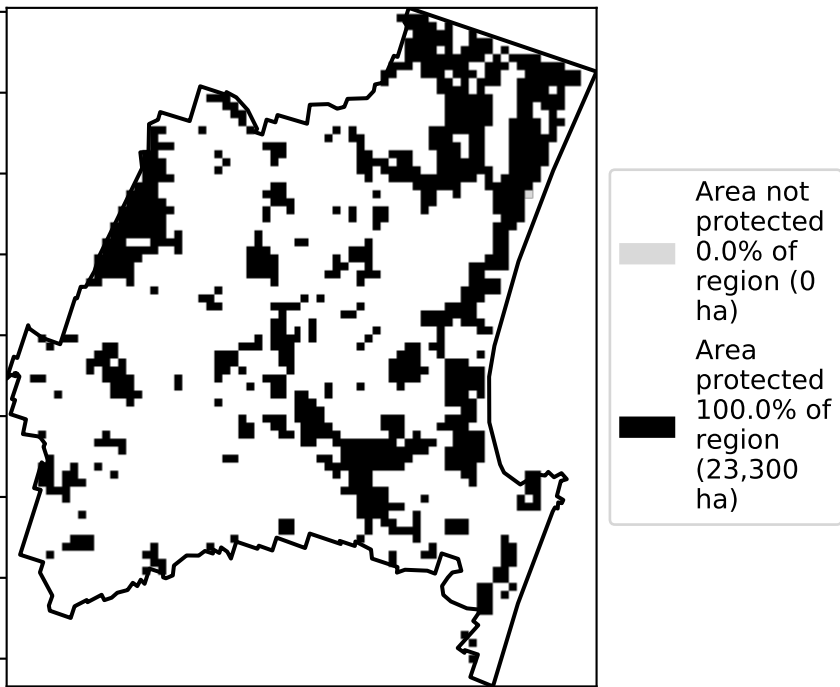 Area not
protected
0.0% of
region (0
ha)
Area
protected
100.0% of
region
(23,300
ha)